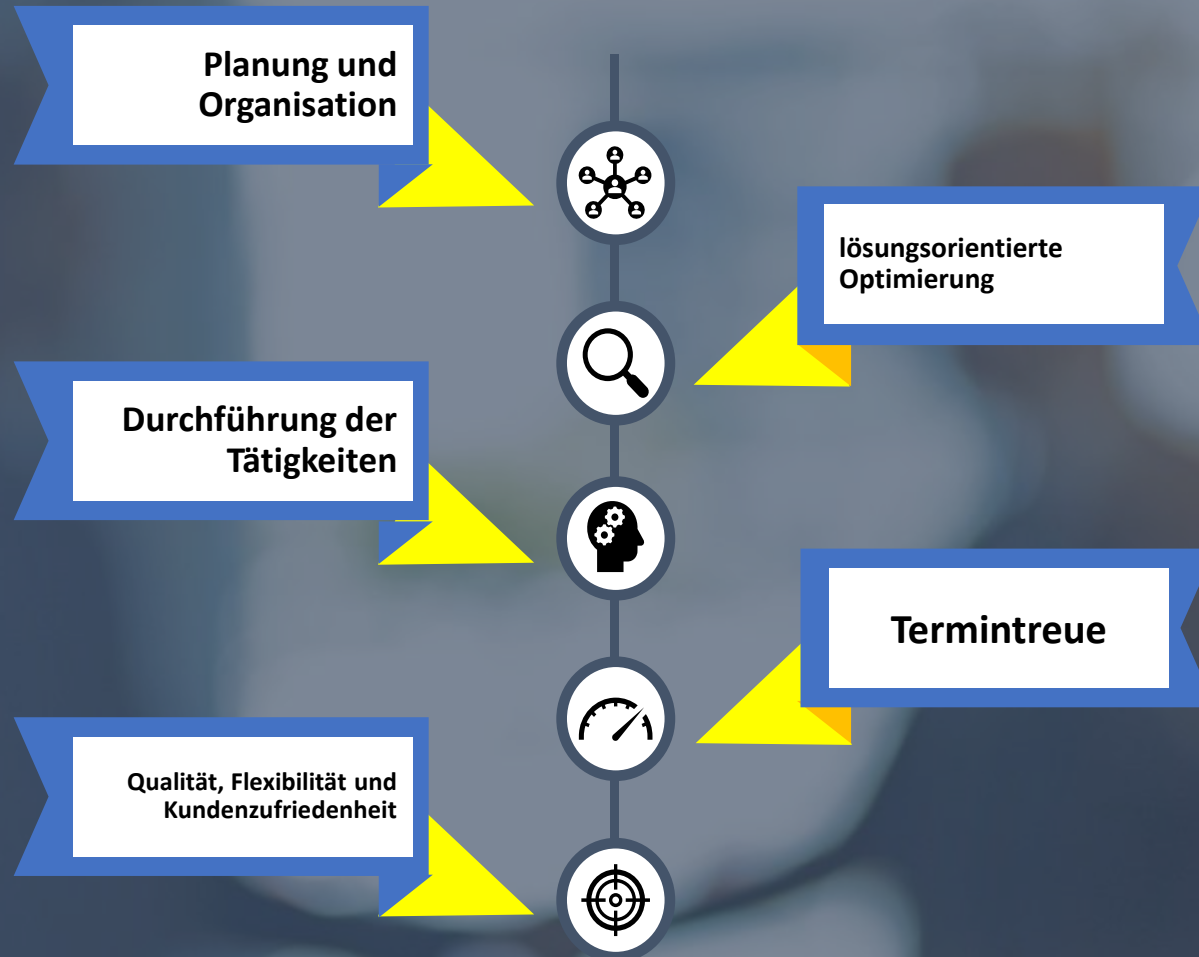 Planung und
Organisation
lösungsorientierte
Optimierung
Durchführung der
Tätigkeiten
Termintreue
Qualität, Flexibilität und
Kundenzufriedenheit